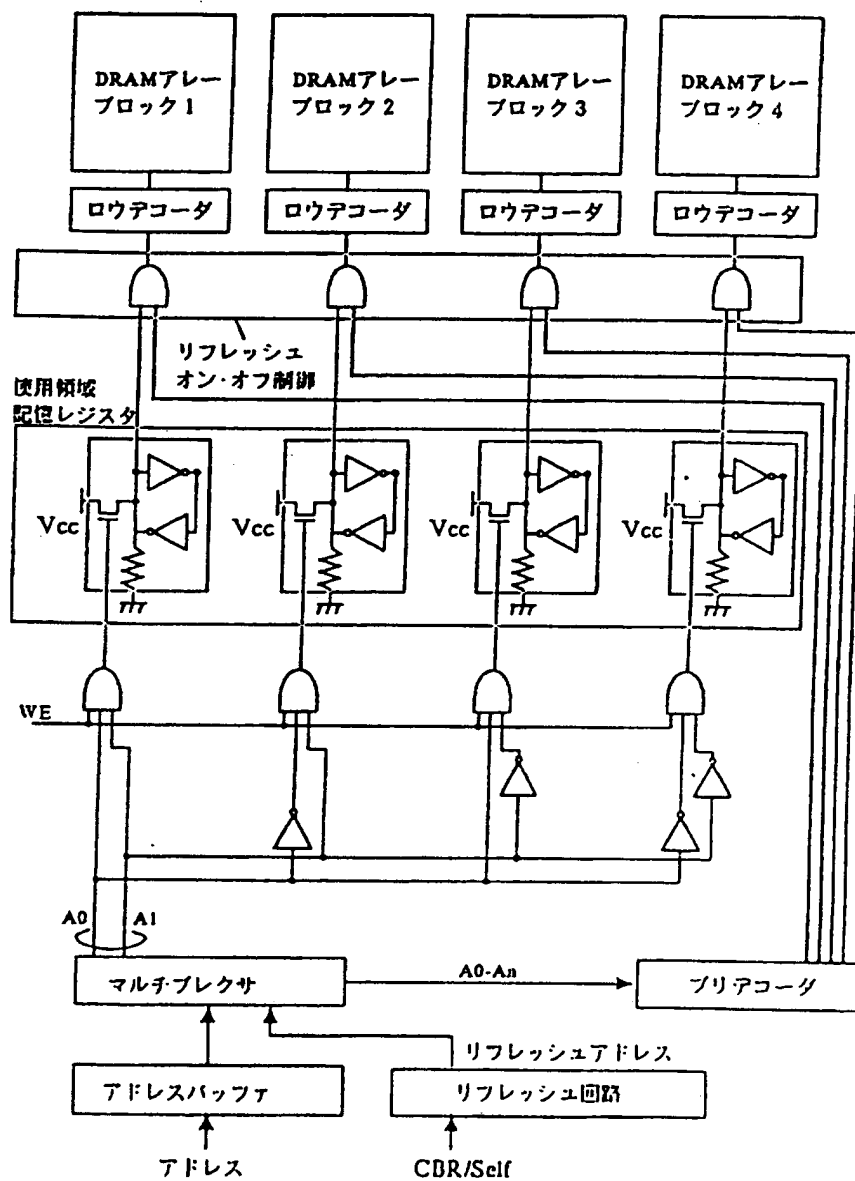 DRAMアレー
ブロック1
DRAMアレー
ブロック2
DRAMアレー
ブロック3
DRAMアレー
ブロック4
ロウデコーダ
ロウデコーダ
ロウデコーダ
ロウデコーダ
リフレッシュ
オン・オフ制御
使用領域
記憶レジスタ
Vcc
Vcc
Vcc
Vcc
WE
A0
A1
マルチプレクサ
A0-An
プリデコーダ
リフレッシュアドレス
アドレスバッファ
リフレッシュ回路
アドレス
CBR/Self